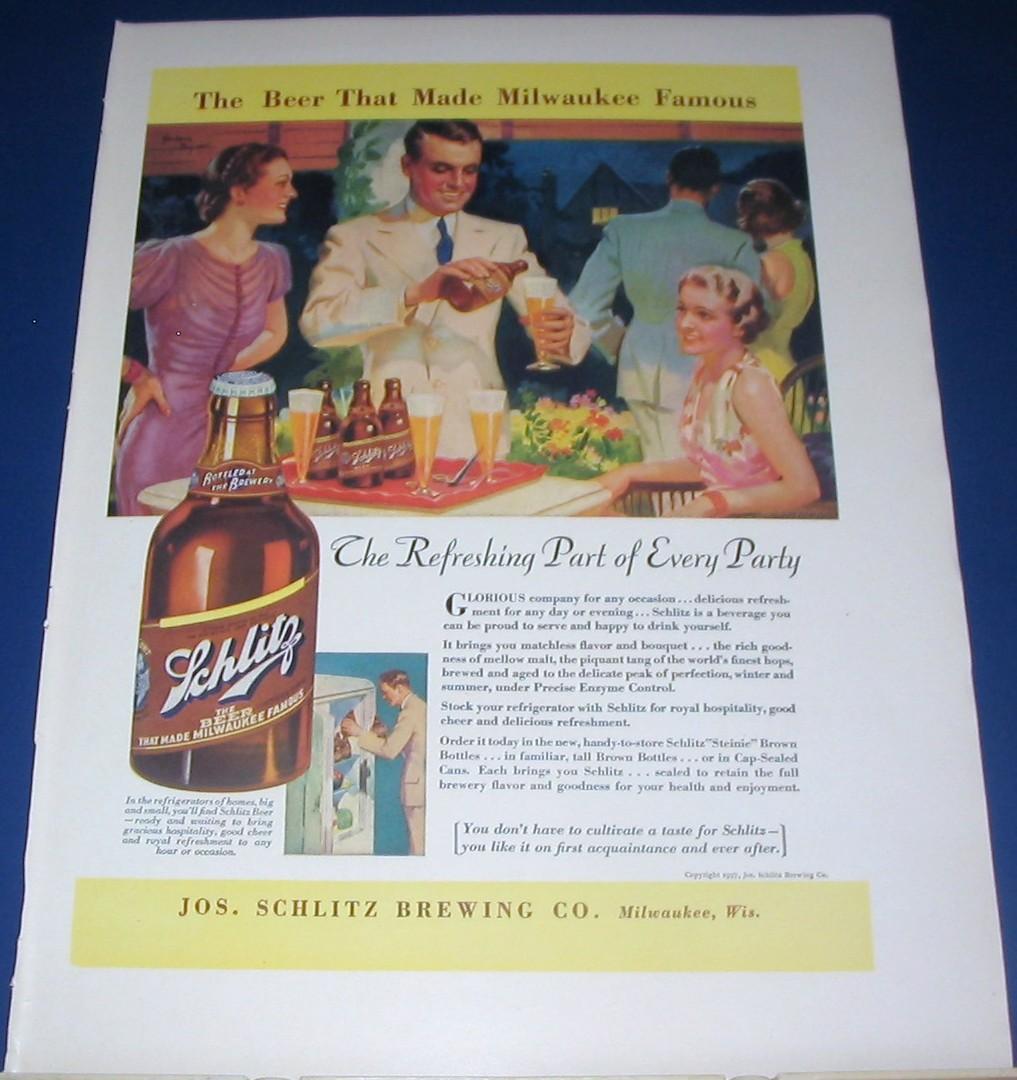 The Beer That Made Milwaukee Famous
Schlitz
BOTTLED AT
THE BREWERY
The Refreshing Part of Every Party
GLORIOUS company for any occasion...delicious refresh-
ment for any day or evening... Schlitz is a beverage you
can be proud to serve and happy to drink yourself.
It brings you matchless flavor and bouquet . . . the rich good-
ness of mellow malt, the piquant tang of the world's finest hops,
brewed and aged to the delicate peak of perfection, winter and
summer, under Precise Enzyme Control.
Stock your refrigerator with Schlitz for royal hospitality, good
cheer and delicious refreshment.
Order it today in the new, handy-to-store Schlitz "Steinie" Brown
Bottles . . . in familiar, tall Brown Bottles . . . or in Cap-Sealed
Cans. Each brings you Schlitz . . . sealed to retain the full
brewery flavor and goodness for your health and enjoyment.
Schlitz
THE
BEER
THAT MADE MILWAUKEE FAMOUS
In the refrigerators of homes, big
and small, you'll find Schlitz Beer
—ready and waiting to bring
gracious hospitality, good cheer
and royal refreshment to any
hour or occasion.
[You don't have to cultivate a taste for Schlitz—
you like it on first acquaintance and ever after.]
Copyright 1937, Jos. Schlitz Brewing Co.
JOS. SCHLITZ BREWING CO. Milwaukee, Wis.